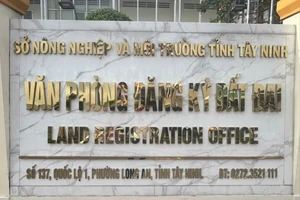 SỞ NÔNG NGHIỆP VÀ MÔI TRƯỜNG TỈNH TÂY NINH
VĂN PHÒNG ĐĂNG KÝ ĐẤT ĐAI
LAND REGISTRATION OFFICE
SỐ 137, QUỐC LỘ 1, PHƯỜNG LONG AN, TỈNH TÂY NINH. ĐT: 0272.3521 111